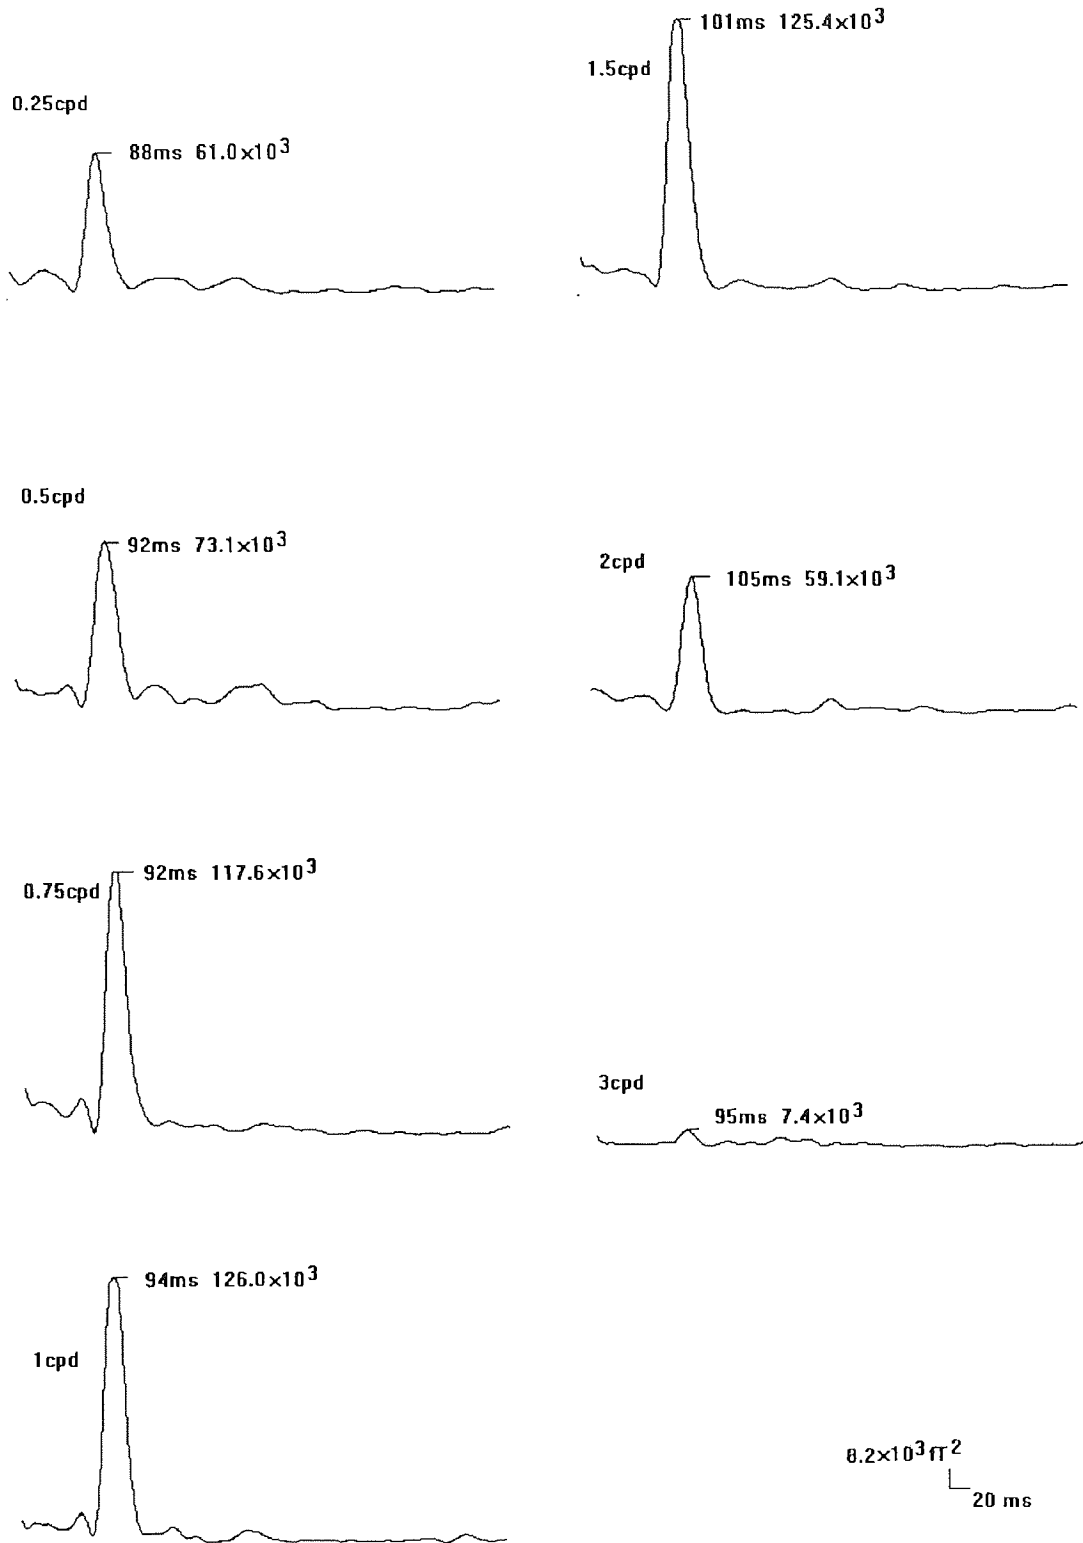 0.25cpd
88ms 61.0×10³
0.5cpd
92ms 73.1×10³
0.75cpd
92ms 117.6×10³
1cpd
94ms 126.0×10³
1.5cpd
101ms 125.4×10³
2cpd
105ms 59.1×10³
3cpd
95ms 7.4×10³
8.2×10³ fT²
20 ms